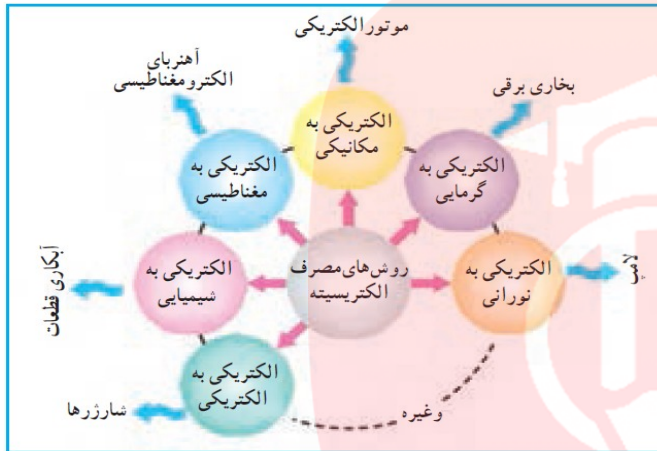 موتور الکتریکی
آهنربای
الکترومغناطیسی
بخاری برقی
الکتریکی به
مکانیکی
الکتریکی به
مغناطیسی
الکتریکی به
گرمایی
آبکاری قطعات
الکتریکی به
شیمیایی
روش‌های مصرف
الکتریسیته
الکتریکی به
نورانی
لامپ
الکتریکی به
الکتریکی
شارژرها
وغیره